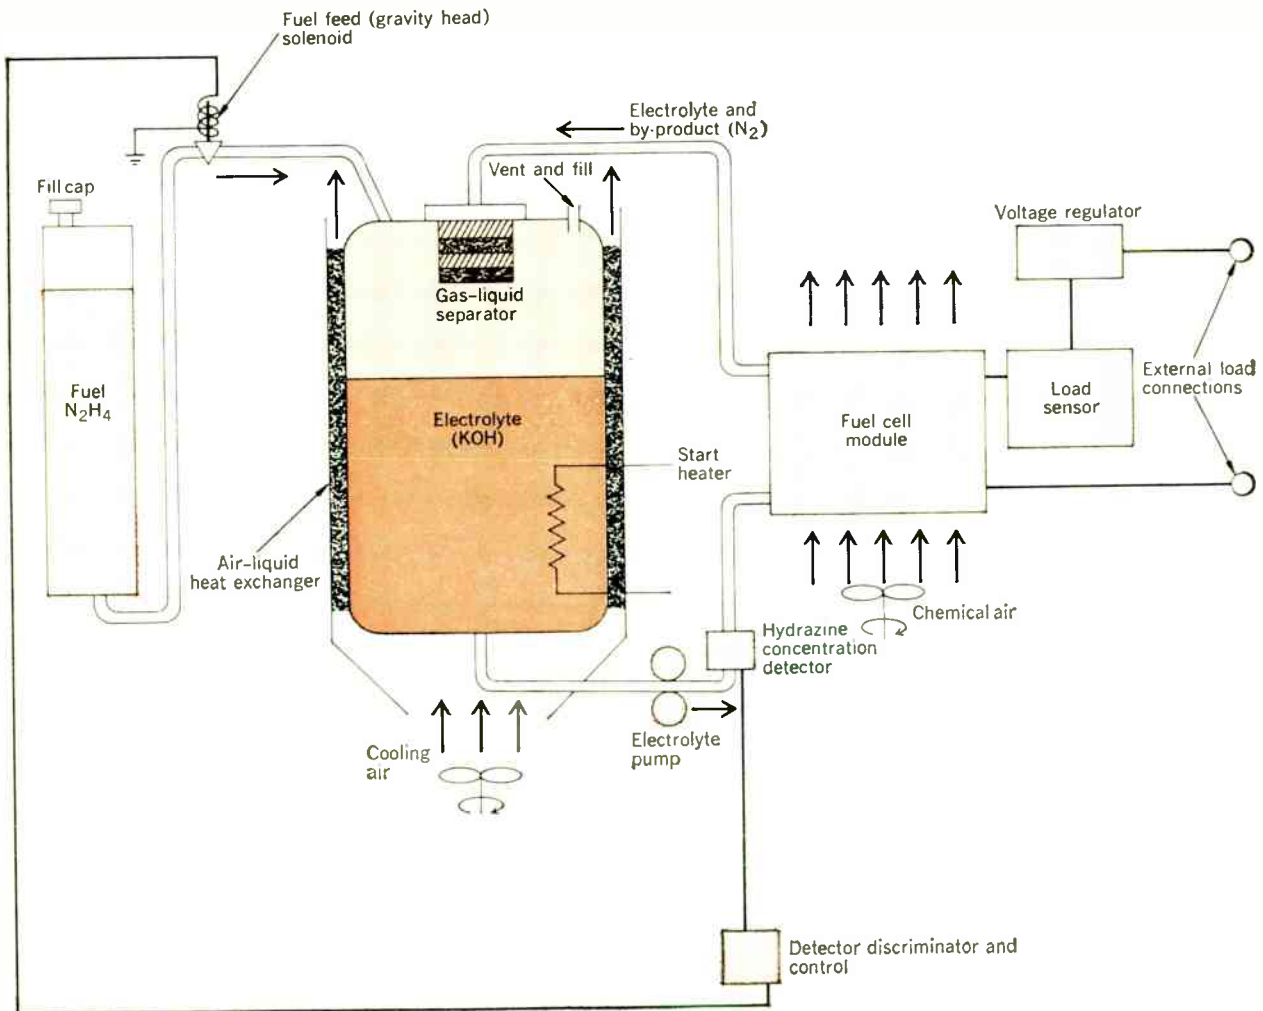 Fuel feed (gravity head)
solenoid
Electrolyte and
by-product (N2)
Vent and fill
Fill cap
Voltage regulator
Gas-liquid
separator
Fuel
N2H4
External load
connections
Load
sensor
Fuel cell
module
Electrolyte
(KOH)
Start
heater
Air-liquid
heat exchanger
Chemical air
Hydrazine
concentration
detector
Electrolyte
pump
Cooling
air
Detector discriminator and
control